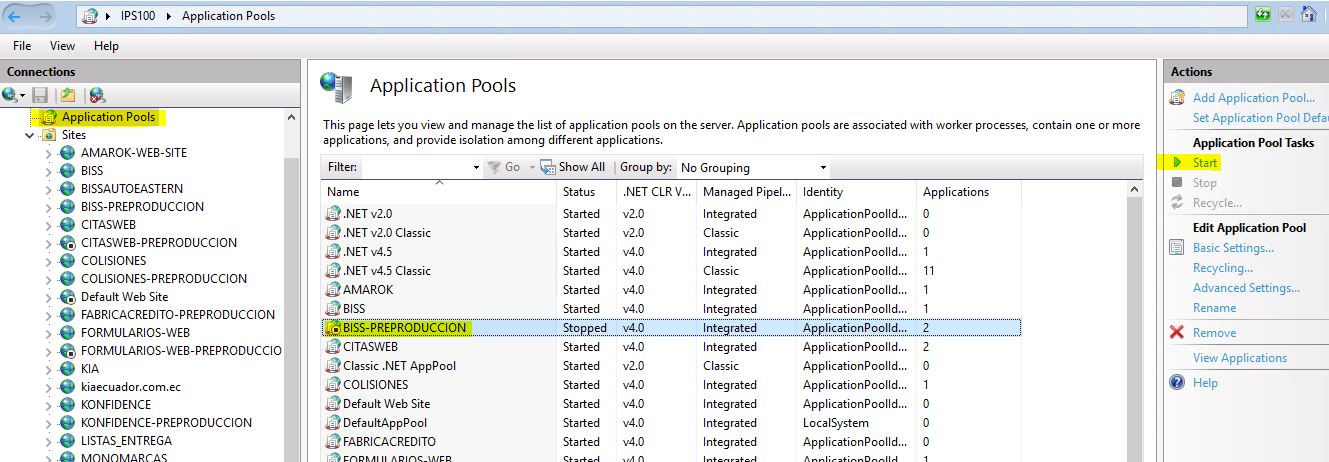 IPS100 Application Pools
File View Help
Connections
Application Pools
Sites
AMAROK-WEB-SITE
BISS
BISSAUTOEASTERN
BISS-PREPRODUCCION
CITASWEB
CITASWEB-PREPRODUCCION
COLISIONES
COLISIONES-PREPRODUCCION
Default Web Site
FABRICACREDITO-PREPRODUCCION
FORMULARIOS-WEB
FORMULARIOS-WEB-PREPRODUCCIO
KIA
kiaecuador.com.ec
KONFIDENCE
KONFIDENCE-PREPRODUCCION
LISTAS_ENTREGA
MONOMARCAS
Application Pools
This page lets you view and manage the list of application pools on the server. Application pools are associated with worker processes, contain one or more
applications, and provide isolation among different applications.
Filter: Go Show All Group by: No Grouping
Name Status .NET CLR V... Managed Pipel... Identity Applications
.NET v2.0 Started v2.0 Integrated ApplicationPoolId... 0
.NET v2.0 Classic Started v2.0 Classic ApplicationPoolId... 0
.NET v4.5 Started v4.0 Integrated ApplicationPoolId... 1
.NET v4.5 Classic Started v4.0 Classic ApplicationPoolId... 11
AMAROK Started v4.0 Integrated ApplicationPoolId... 1
BISS Started v4.0 Integrated ApplicationPoolId... 1
BISS-PREPRODUCCION Stopped v4.0 Integrated ApplicationPoolId... 2
CITASWEB Started v4.0 Integrated ApplicationPoolId... 2
Classic .NET AppPool Started v2.0 Classic ApplicationPoolId... 0
COLISIONES Started v4.0 Integrated ApplicationPoolId... 1
Default Web Site Started v4.0 Integrated ApplicationPoolId... 0
DefaultAppPool Started v4.0 Integrated LocalSystem 0
FABRICACREDITO Started v4.0 Integrated ApplicationPoolId... 0
FORMULARIOS-WEB Started v4.0 Integrated ApplicationPoolId... 1
Actions
Add Application Pool...
Set Application Pool Defau
Application Pool Tasks
Start
Stop
Recycle...
Edit Application Pool
Basic Settings...
Recycling...
Advanced Settings...
Rename
Remove
View Applications
Help